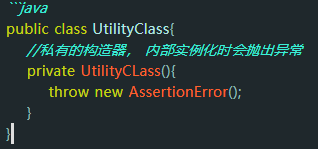 ```java
public class UtilityClass{
//私有的构造器， 内部实例化时会抛出异常
private UtilityCLass(){
throw new AssertionError();
}
}